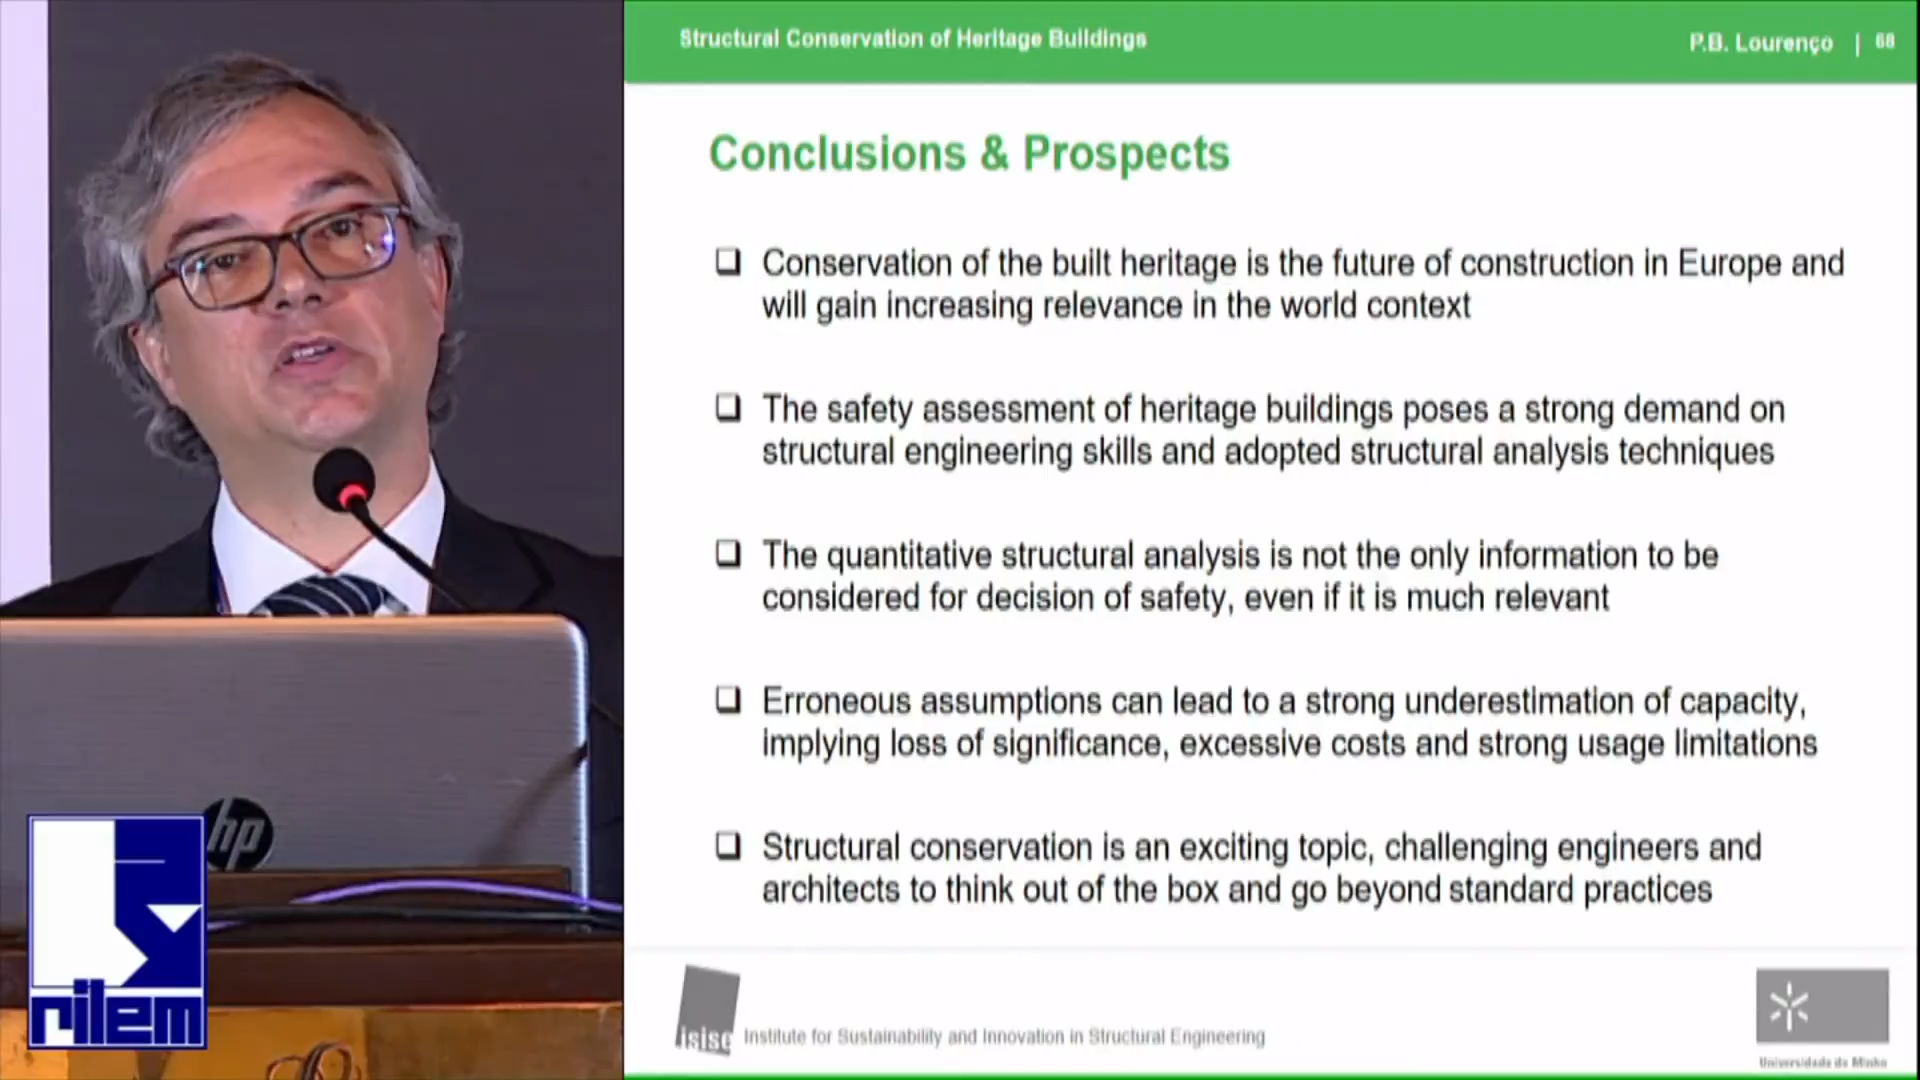 Structural Conservation of Heritage Buildings
P.B. Lourenço | 68
Conclusions & Prospects
❑ Conservation of the built heritage is the future of construction in Europe and
will gain increasing relevance in the world context
❑ The safety assessment of heritage buildings poses a strong demand on
structural engineering skills and adopted structural analysis techniques
❑ The quantitative structural analysis is not the only information to be
considered for decision of safety, even if it is much relevant
❑ Erroneous assumptions can lead to a strong underestimation of capacity,
implying loss of significance, excessive costs and strong usage limitations
❑ Structural conservation is an exciting topic, challenging engineers and
architects to think out of the box and go beyond standard practices
hp
rilem
isise Institute for Sustainability and Innovation in Structural Engineering
Universidade do Minho